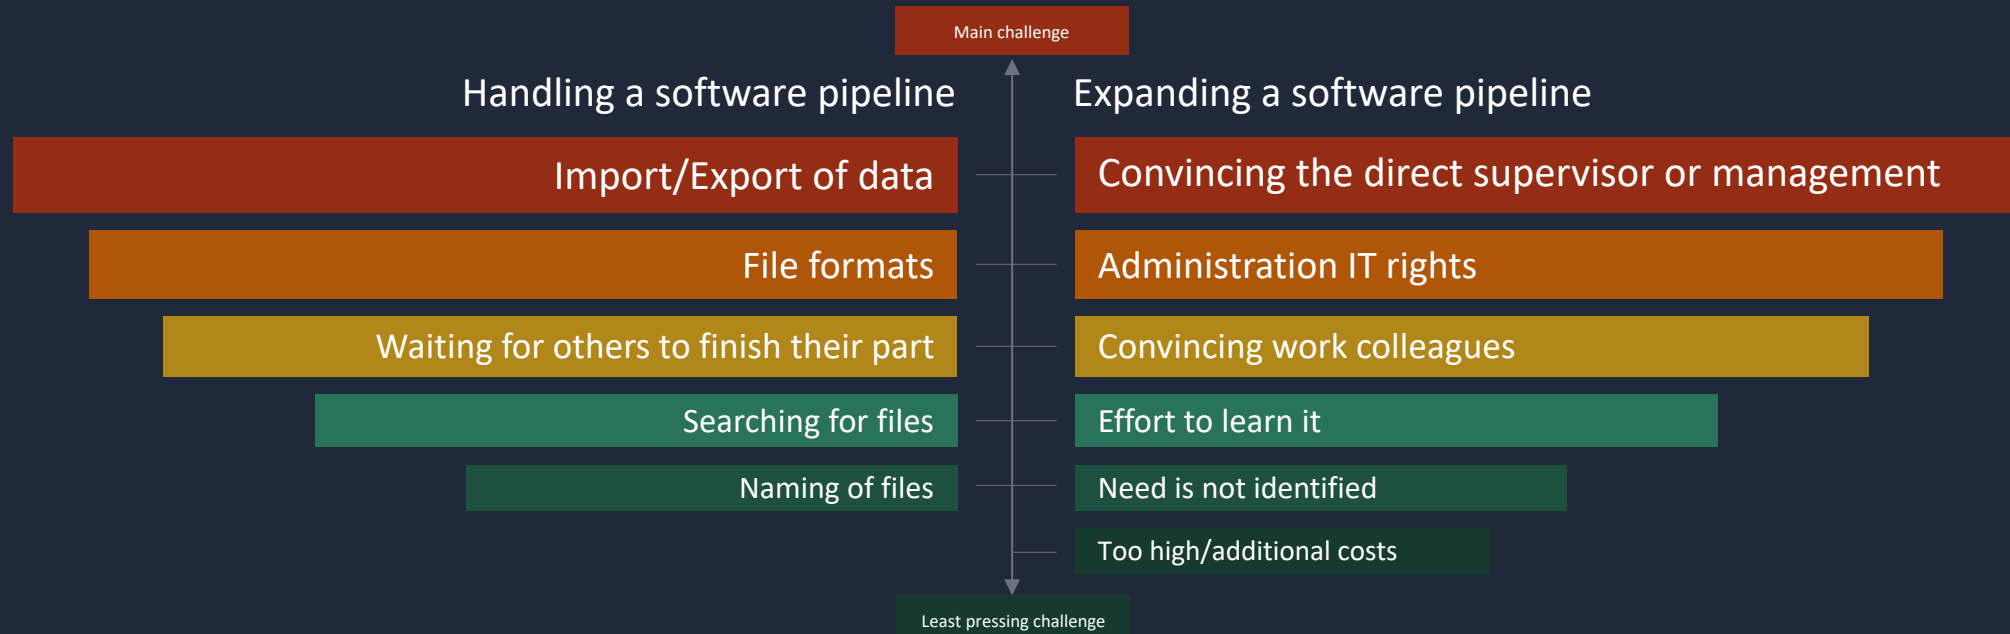 Main challenge
Handling a software pipeline
Expanding a software pipeline
Import/Export of data
Convincing the direct supervisor or management
File formats
Administration IT rights
Waiting for others to finish their part
Convincing work colleagues
Searching for files
Effort to learn it
Naming of files
Need is not identified
Too high/additional costs
Least pressing challenge